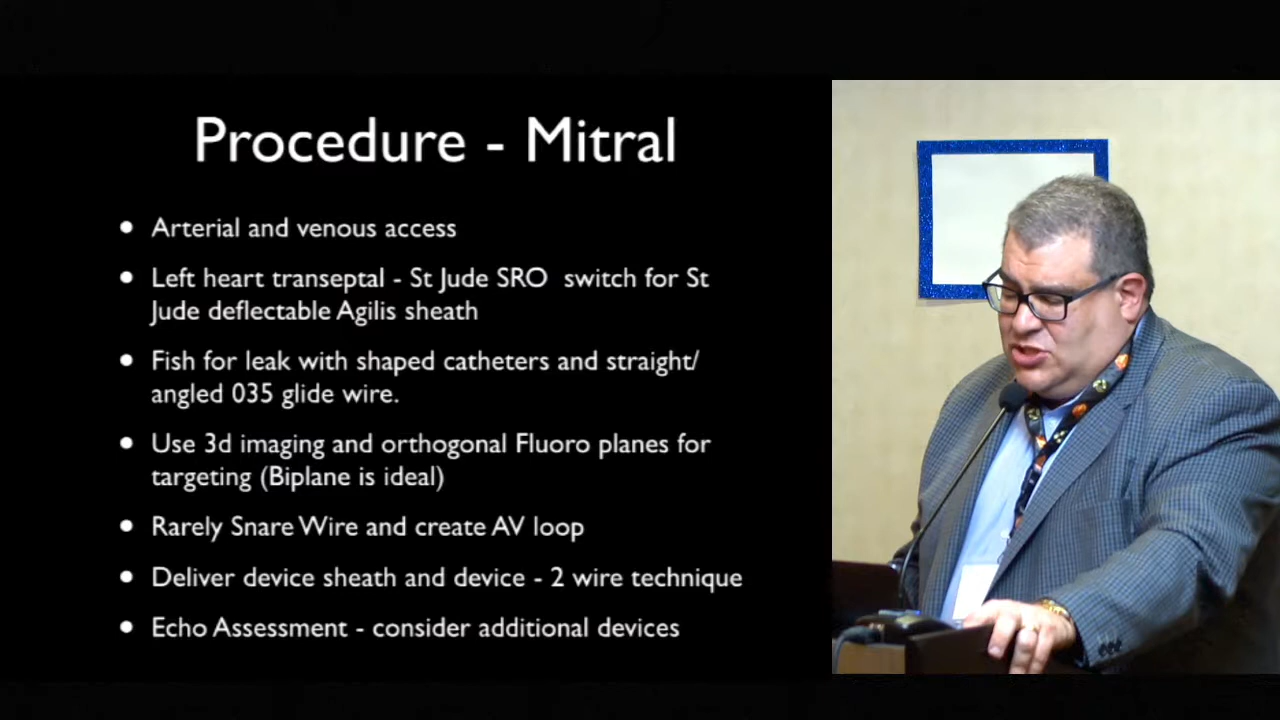 Procedure - Mitral
• Arterial and venous access
• Left heart transeptal - St Jude SRO switch for St
Jude deflectable Agilis sheath
• Fish for leak with shaped catheters and straight/
angled 035 glide wire.
• Use 3d imaging and orthogonal Fluoro planes for
targeting (Biplane is ideal)
• Rarely Snare Wire and create AV loop
• Deliver device sheath and device - 2 wire technique
• Echo Assessment - consider additional devices